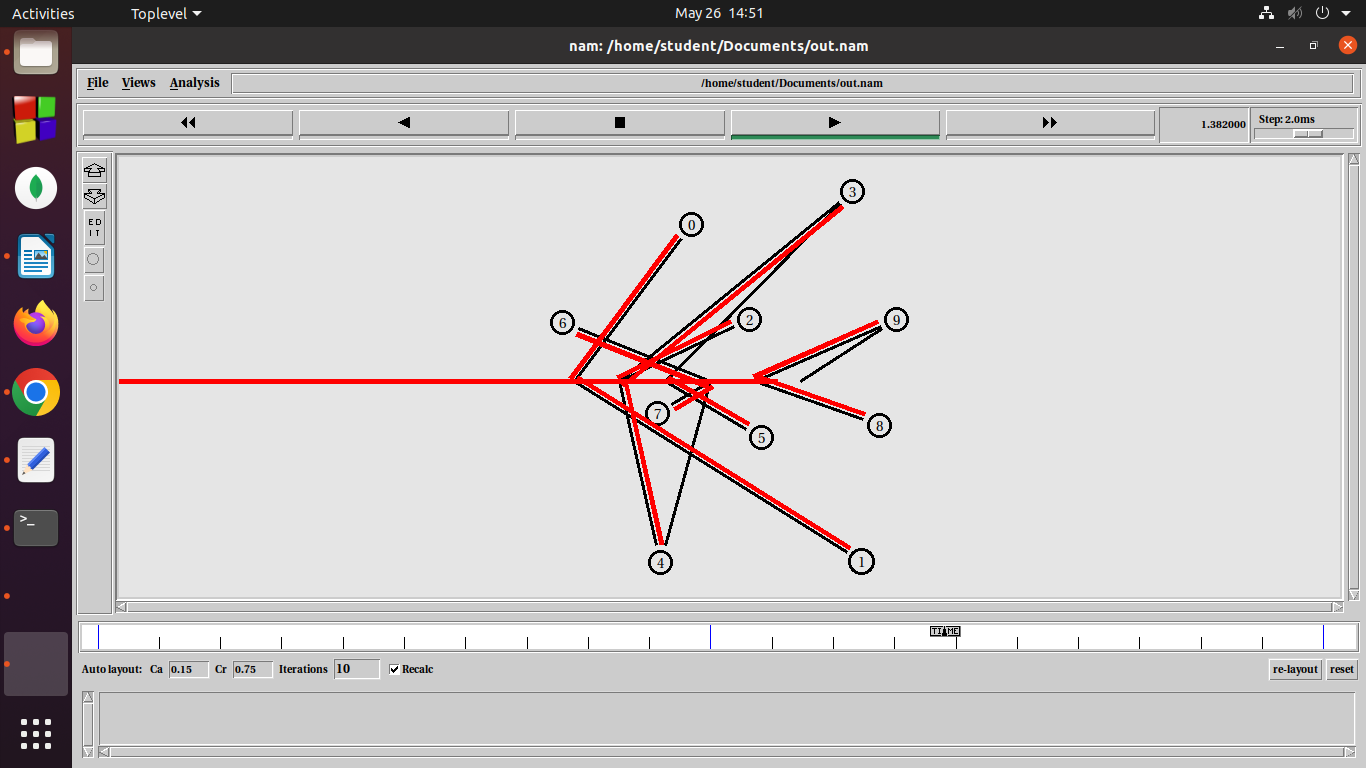 Activities Toplevel May 26 14:51
nam: /home/student/Documents/out.nam
File Views Analysis /home/student/Documents/out.nam
1.382000 Step: 2.0ms
ED
IT
3
0
6 2 9
7 5 8
4 1
>_
TIME
Auto layout: Ca 0.15 Cr 0.75 Iterations 10 Recalc re-layout reset